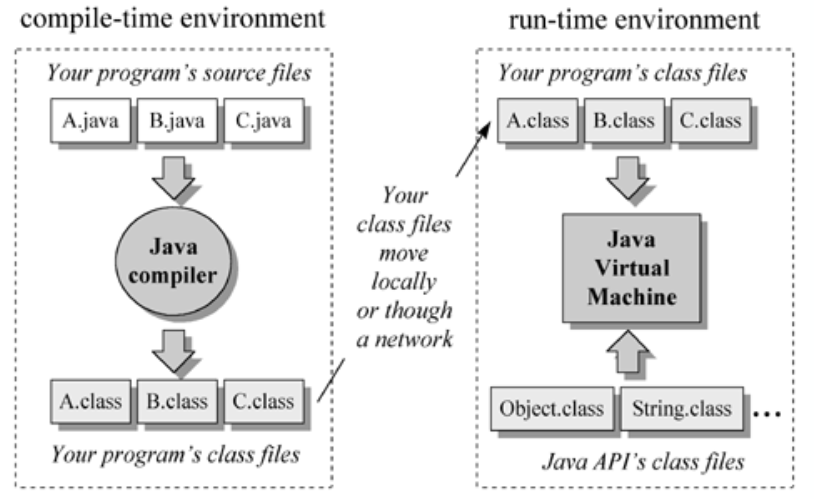 compile-time environment
Your program's source files
A.java B.java C.java
Java
compiler
A.class B.class C.class
Your program's class files
Your
class files
move
locally
or though
a network
run-time environment
Your program's class files
A.class B.class C.class
Java
Virtual
Machine
Object.class String.class ...
Java API's class files